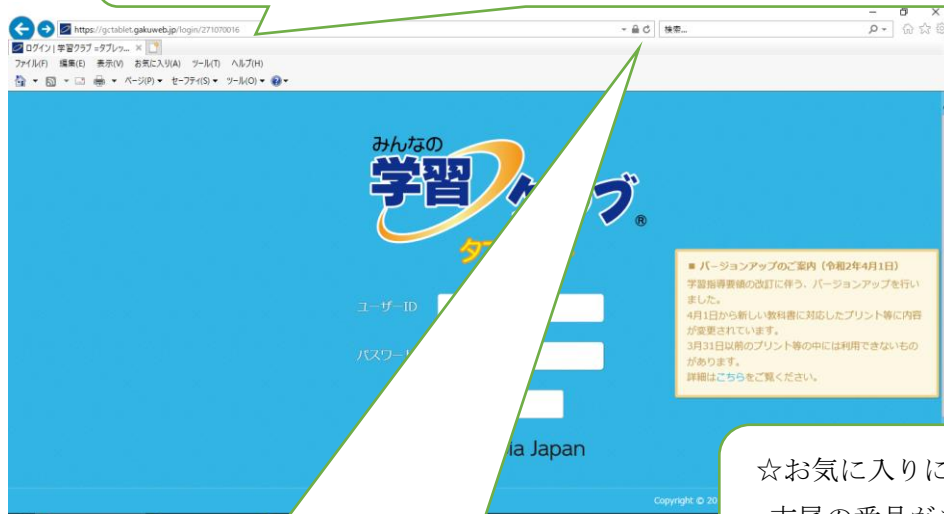 https://gctablet.gakuweb.jp/login/271070016
検索...
ログイン | 学習クラブ =タブレっ...
ファイル(F) 編集(E) 表示(V) お気に入り(A) ツール(T) ヘルプ(H)
ページ(P) セーフティ(S) ツール(O)
みんなの
学習
ブ®
タブ
ユーザーID
パスワー
■ バージョンアップのご案内(令和2年4月1日)
学習指導要領の改訂に伴う、バージョンアップを行い
ました。
4月1日から新しい教科書に対応したプリント等に内容
が変更されています。
3月31日以前のプリント等の中には利用できないもの
があります。
詳細はこちらをご覧ください。
ia Japan
Copyright © 20
☆お気に入りに